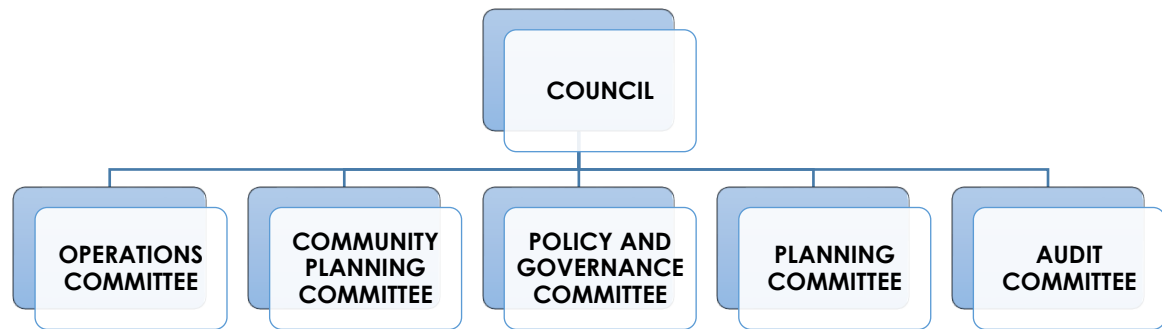 COUNCIL
OPERATIONS
COMMITTEE
COMMUNITY
PLANNING
COMMITTEE
POLICY AND
GOVERNANCE
COMMITTEE
PLANNING
COMMITTEE
AUDIT
COMMITTEE